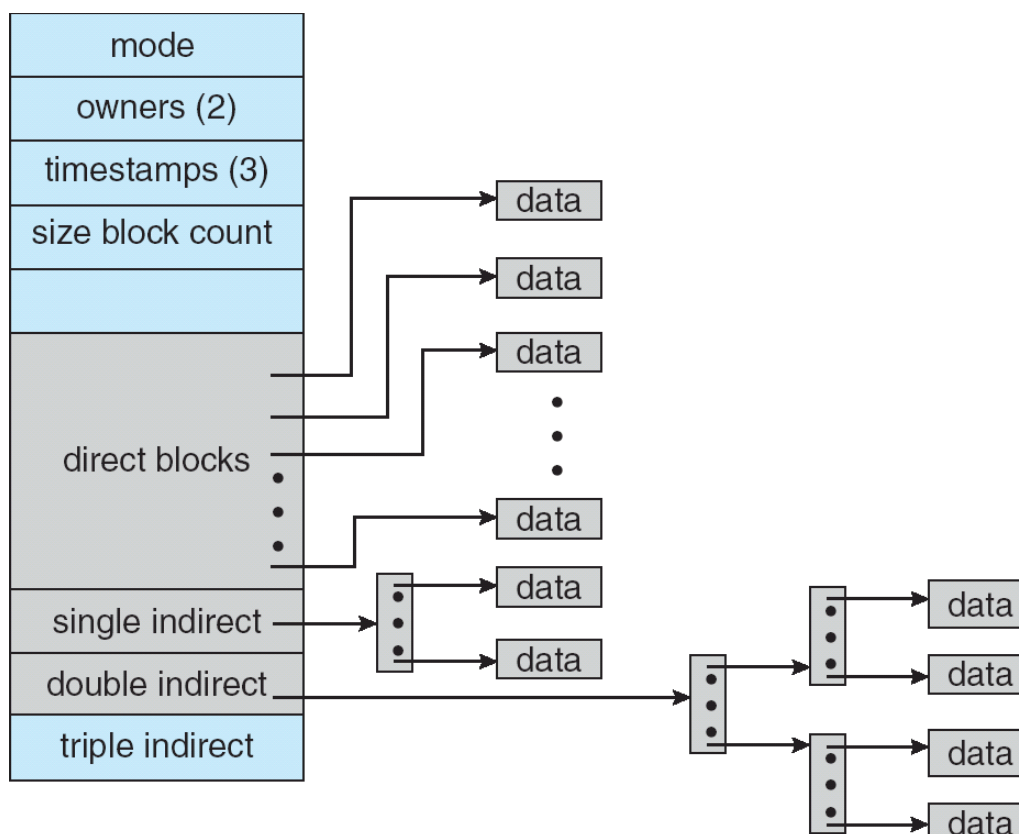 mode
owners (2)
timestamps (3)
size block count
direct blocks
single indirect
double indirect
triple indirect
data
data
data
data
data
data
data
data
data
data